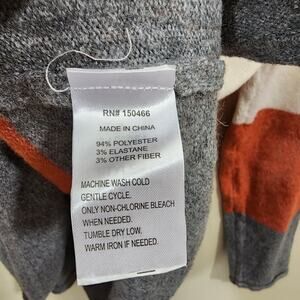 RN# 150466
MADE IN CHINA
94% POLYESTER
3% ELASTANE
3% OTHER FIBER
MACHINE WASH COLD
GENTLE CYCLE.
ONLY NON-CHLORINE BLEACH
WHEN NEEDED.
TUMBLE DRY LOW.
WARM IRON IF NEEDED.